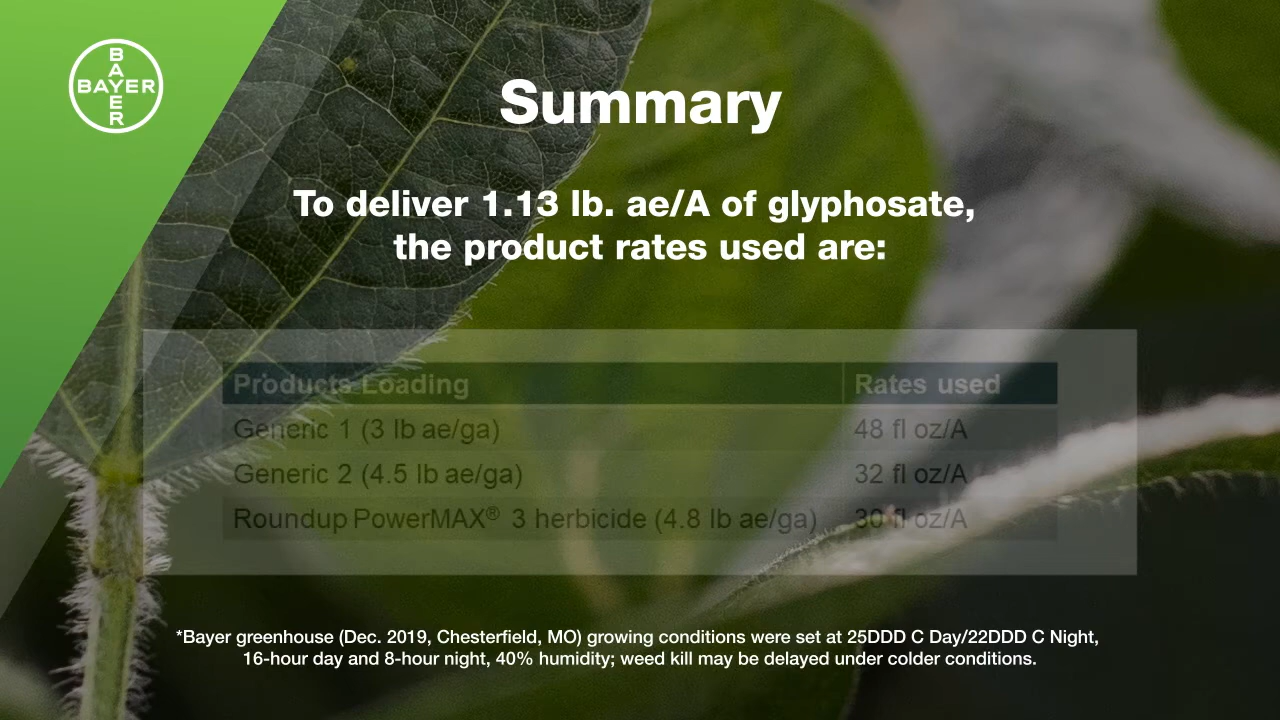 BAYER
BAYER
Summary
To deliver 1.13 lb. ae/A of glyphosate,
the product rates used are:
Products Loading Rates used
Generic 1 (3 lb ae/ga) 48 fl oz/A
Generic 2 (4.5 lb ae/ga) 32 fl oz/A
Roundup PowerMAX® 3 herbicide (4.8 lb ae/ga) 30 fl oz/A
*Bayer greenhouse (Dec. 2019, Chesterfield, MO) growing conditions were set at 25DDD C Day/22DDD C Night,
16-hour day and 8-hour night, 40% humidity; weed kill may be delayed under colder conditions.